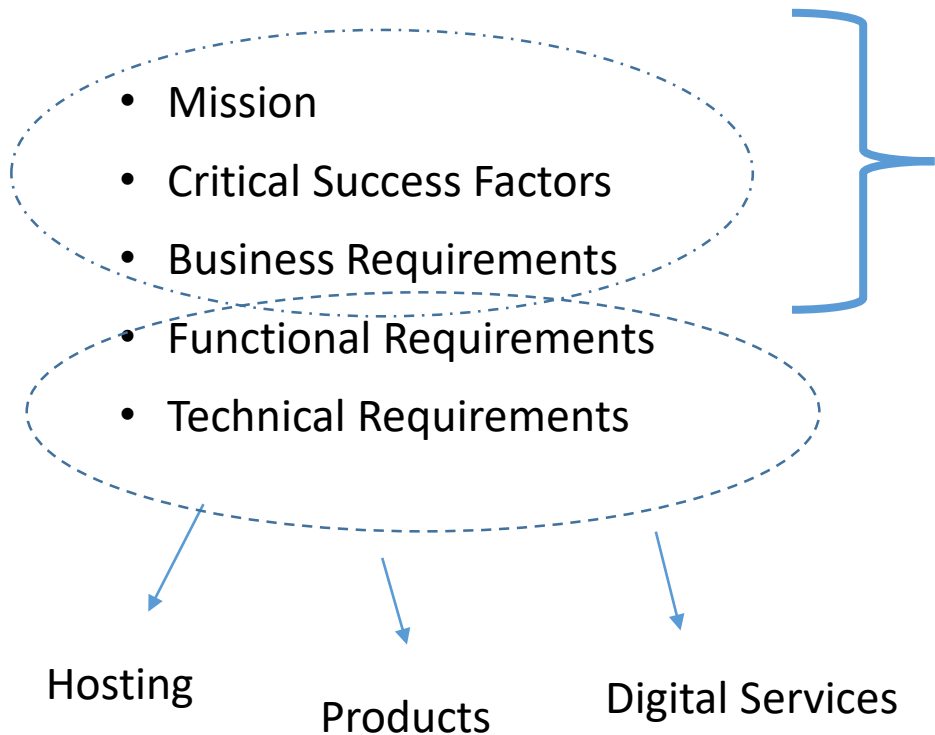 • Mission
• Critical Success Factors
• Business Requirements
• Functional Requirements
• Technical Requirements
Hosting
Products
Digital Services